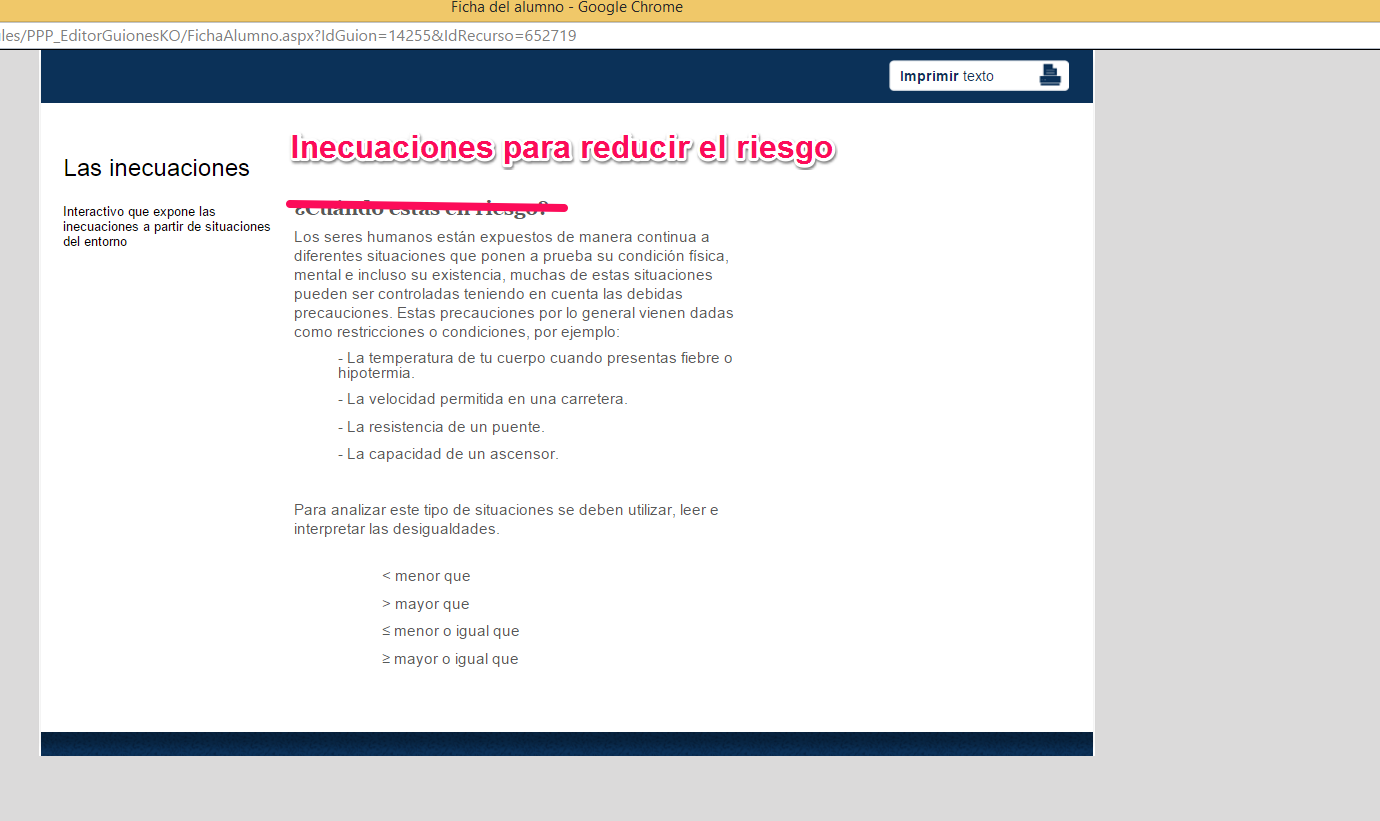 Ficha del alumno - Google Chrome
les/PPP_EditorGuionesKO/FichaAlumno.aspx?IdGuion=14255&IdRecurso=652719
Imprimir texto
Las inecuaciones
Interactivo que expone las
inecuaciones a partir de situaciones
del entorno
Inecuaciones para reducir el riesgo
¿Cuándo estás en riesgo?
Los seres humanos están expuestos de manera continua a
diferentes situaciones que ponen a prueba su condición física,
mental e incluso su existencia, muchas de estas situaciones
pueden ser controladas teniendo en cuenta las debidas
precauciones. Estas precauciones por lo general vienen dadas
como restricciones o condiciones, por ejemplo:
- La temperatura de tu cuerpo cuando presentas fiebre o
hipotermia.
- La velocidad permitida en una carretera.
- La resistencia de un puente.
- La capacidad de un ascensor.
Para analizar este tipo de situaciones se deben utilizar, leer e
interpretar las desigualdades.
< menor que
> mayor que
≤ menor o igual que
≥ mayor o igual que